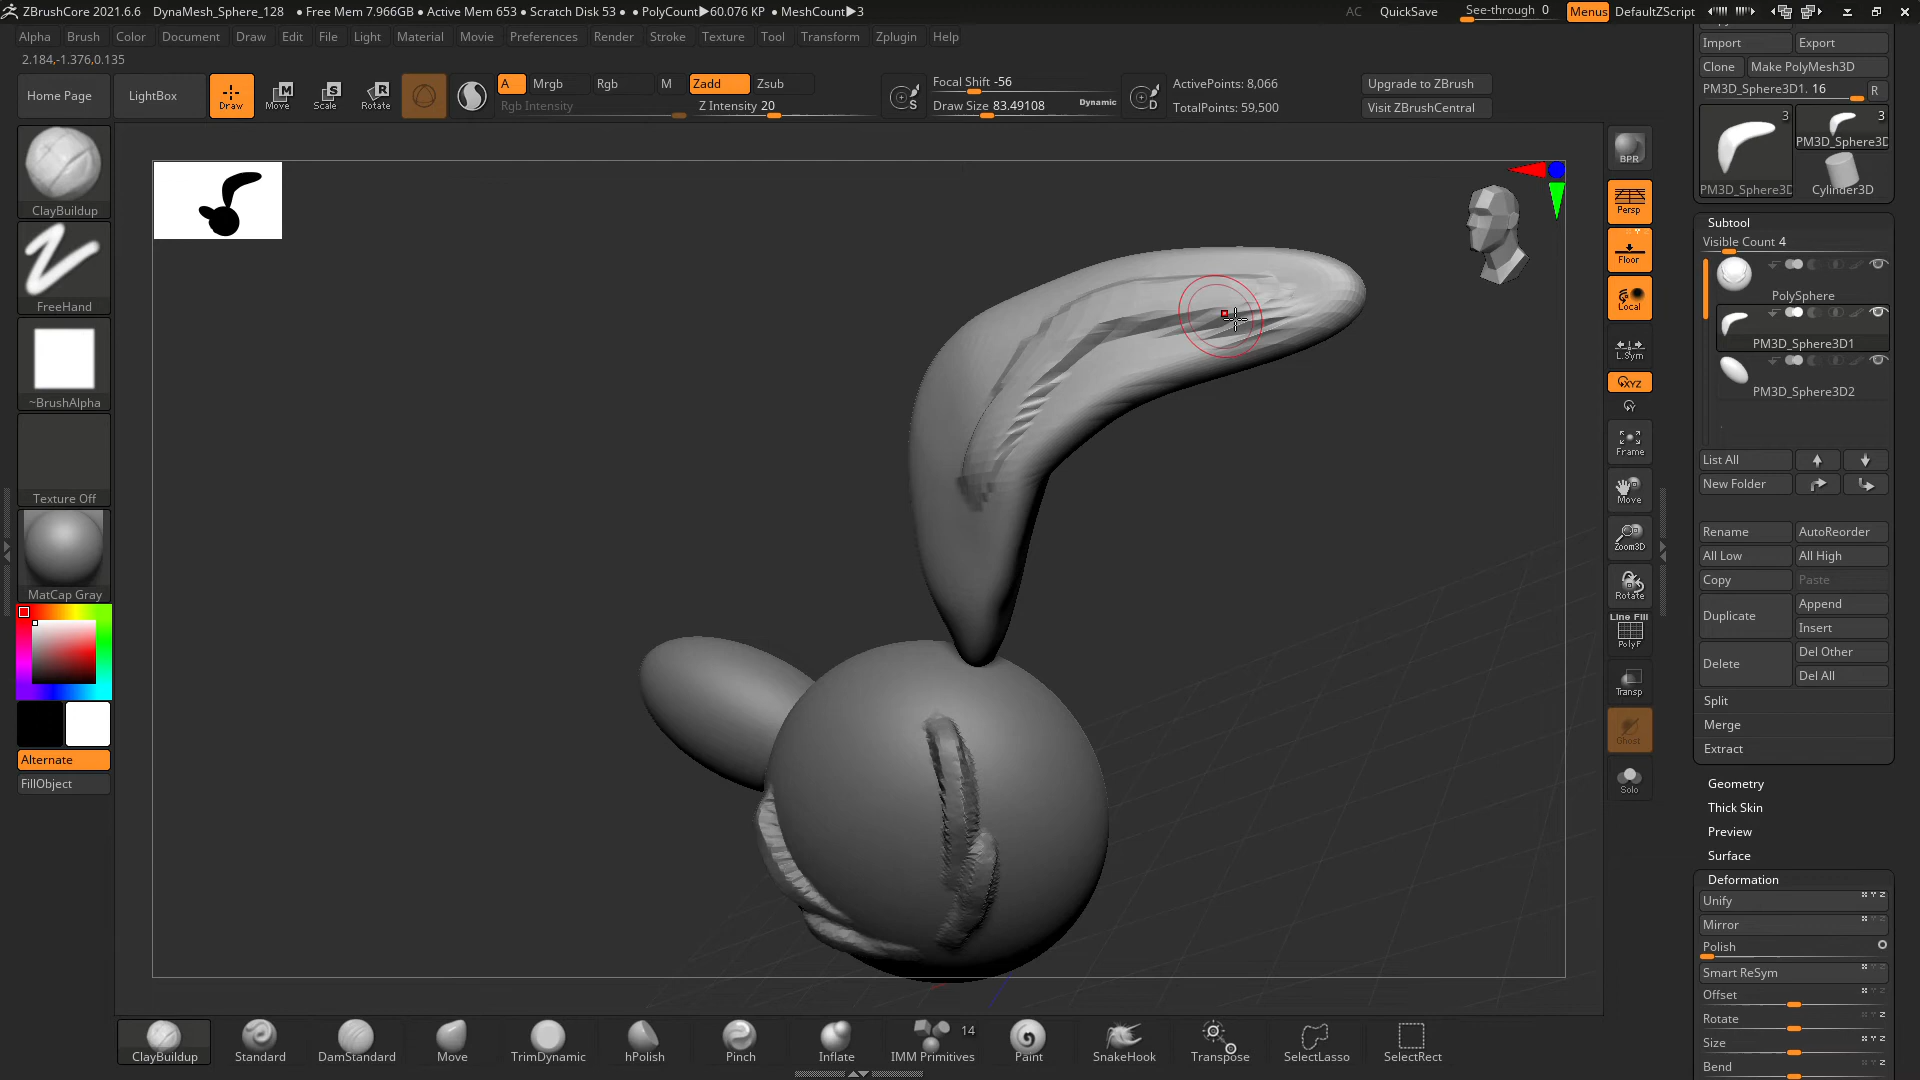 ZBrushCore 2021.6.6 DynaMesh_Sphere_128 • Free Mem 7.966GB • Active Mem 653 • Scratch Disk 53 • PolyCount▶60.076 KP • MeshCount▶3 AC QuickSave See-through 0 Menus DefaultZScript
Alpha Brush Color Document Draw Edit File Light Material Movie Preferences Render Stroke Texture Tool Transform Zplugin Help
2.184,-1.376,0.135
Home Page LightBox Draw Move Scale Rotate A Mrgb Rgb M Zadd Zsub
Rgb Intensity Z Intensity 20
S Focal Shift -56
Draw Size 83.49108 Dynamic D
ActivePoints: 8,066
TotalPoints: 59,500
Upgrade to ZBrush
Visit ZBrushCentral
ClayBuildup
FreeHand
~BrushAlpha
Texture Off
MatCap Gray
Alternate
FillObject
BPR
Persp
Floor
Local
L.Sym
XYZ
Y
Frame
Move
Zoom3D
Rotate
Line Fill
PolyF
Transp
Ghost
Solo
Import Export
Clone Make PolyMesh3D
PM3D_Sphere3D1. 16 R
3 3
PM3D_Sphere3D
PM3D_Sphere3D Cylinder3D
Subtool
Visible Count 4
PolySphere
PM3D_Sphere3D1
PM3D_Sphere3D2
List All
New Folder
Rename AutoReorder
All Low All High
Copy Paste
Duplicate Append
Insert
Delete Del Other
Del All
Split
Merge
Extract
Geometry
Thick Skin
Preview
Surface
Deformation
Unify
Mirror
Polish
Smart ReSym
Offset
Rotate
Size
Bend
ClayBuildup Standard DamStandard Move TrimDynamic hPolish Pinch Inflate IMM Primitives 14 Paint SnakeHook Transpose SelectLasso SelectRect